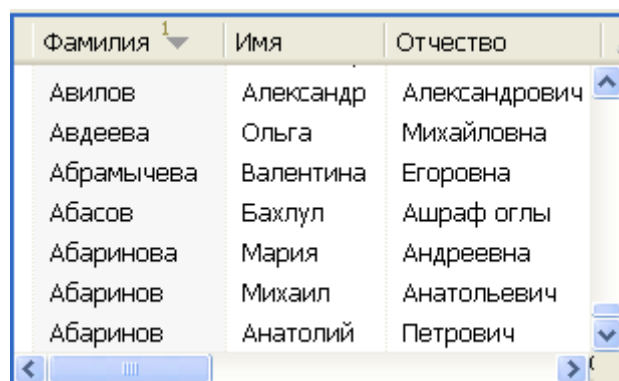 Фамилия 1 Имя Отчество
Авилов Александр Александрович
Авдеева Ольга Михайловна
Абрамычева Валентина Егоровна
Абасов Бахлул Ашраф оглы
Абаринова Мария Андреевна
Абаринов Михаил Анатольевич
Абаринов Анатолий Петрович